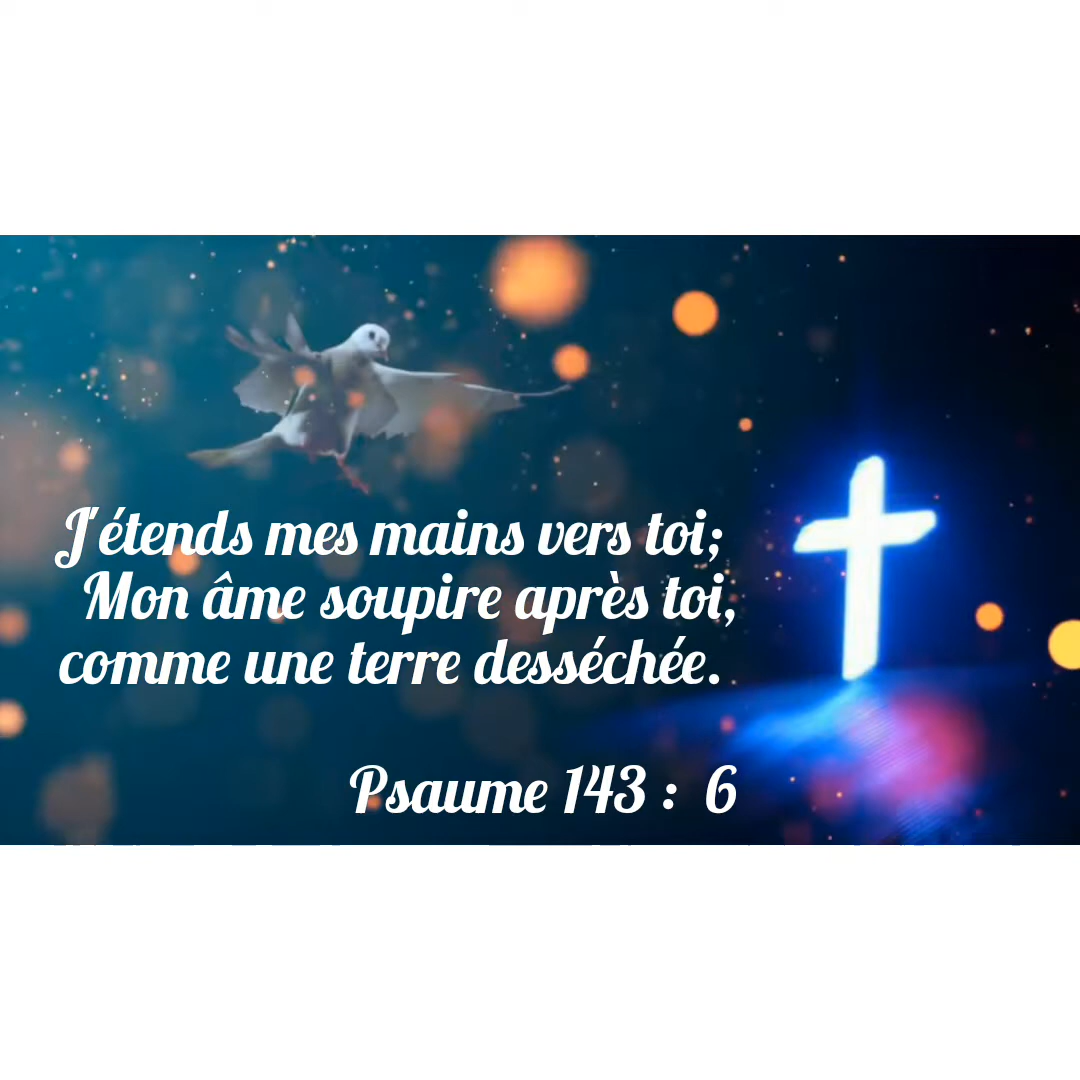 J'étends mes mains vers toi;
Mon âme soupire après toi,
comme une terre desséchée.
Psaume 143 : 6